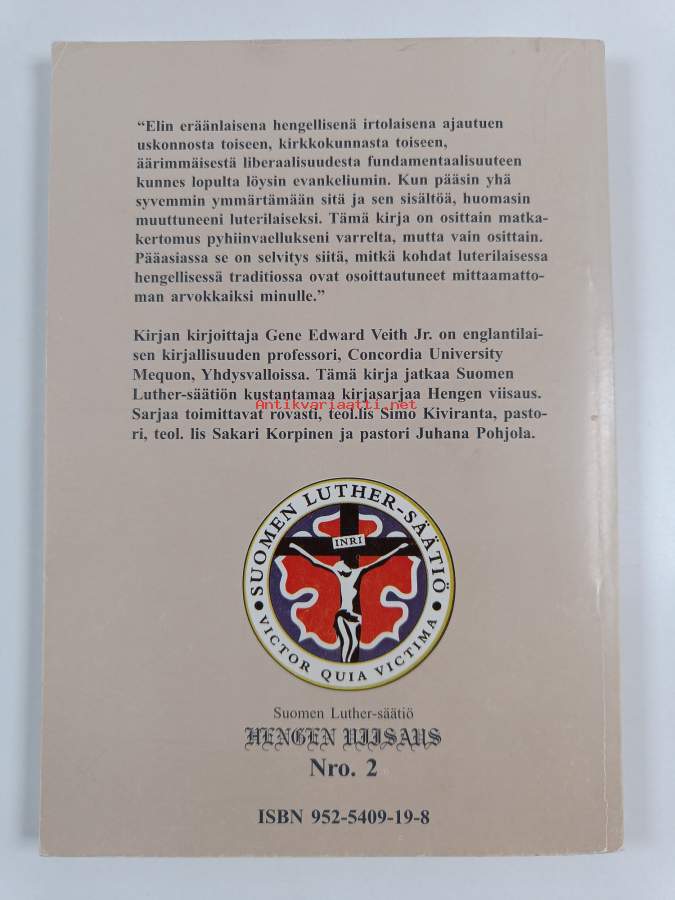 “Elin eräänlaisena hengellisenä irtolaisena ajautuen
uskonnosta toiseen, kirkkokunnasta toiseen,
äärimmäisestä liberaalisuudesta fundamentaalisuuteen
kunnes lopulta löysin evankeliumin. Kun pääsin yhä
syvemmin ymmärtämään sitä ja sen sisältöä, huomasin
muuttuneeni luterilaiseksi. Tämä kirja on osittain matka-
kertomus pyhiinvaellukseni varrelta, mutta vain osittain.
Pääasiassa se on selvitys siitä, mitkä kohdat luterilaisessa
hengellisessä traditiossa ovat osoittautuneet mittaamatto-
man arvokkaiksi minulle.”
Kirjan kirjoittaja Gene Edward Veith Jr. on englantilai-
sen kirjallisuuden professori, Concordia University
Mequon, Yhdysvalloissa. Tämä kirja jatkaa Suomen
Luther-säätiön kustantamaa kirjasarjaa Hengen viisaus.
Antikvariaatti.net
Sarjaa toimittavat rovasti, teol.lis Simo Kiviranta, pasto-
ri, teol. lis Sakari Korpinen ja pastori Juhana Pohjola.
SUOMEN LUTHER-SÄÄTIÖ
INRI
VICTOR QUIA VICTIMA
Suomen Luther-säätiö
HENGEN VIISAUS
Nro. 2
ISBN 952-5409-19-8